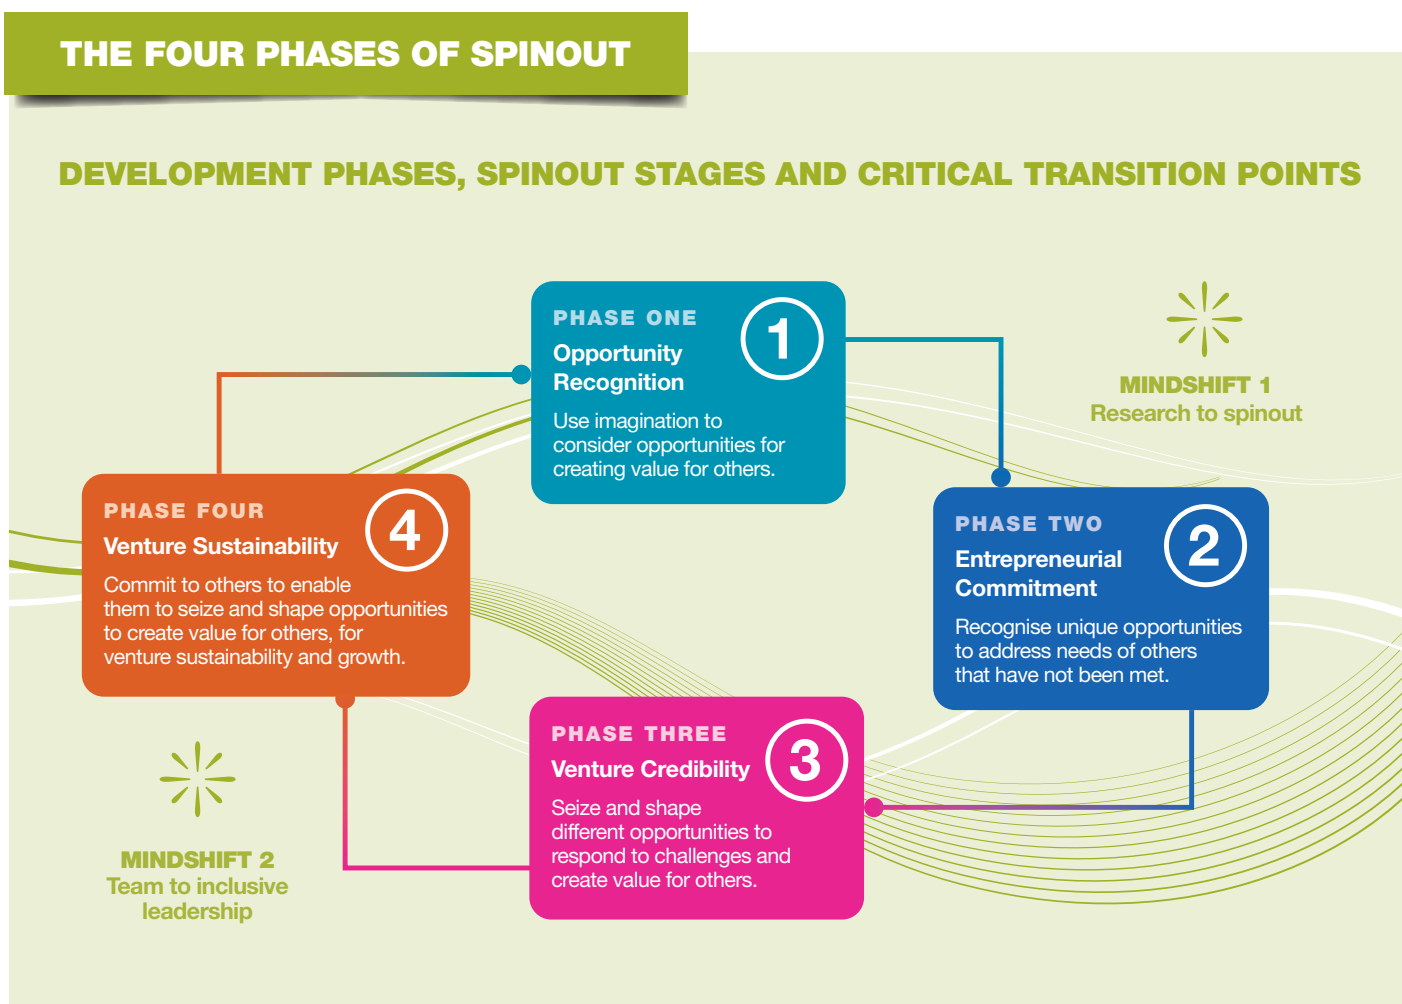 THE FOUR PHASES OF SPINOUT
DEVELOPMENT PHASES, SPINOUT STAGES AND CRITICAL TRANSITION POINTS
PHASE ONE
1
Opportunity
Recognition
Use imagination to
consider opportunities for
creating value for others.
MINDSHIFT 1
Research to spinout
PHASE TWO
2
Entrepreneurial
Commitment
Recognise unique opportunities
to address needs of others
that have not been met.
PHASE THREE
3
Venture Credibility
Seize and shape
different opportunities to
respond to challenges and
create value for others.
PHASE FOUR
4
Venture Sustainability
Commit to others to enable
them to seize and shape opportunities
to create value for others, for
venture sustainability and growth.
MINDSHIFT 2
Team to inclusive
leadership